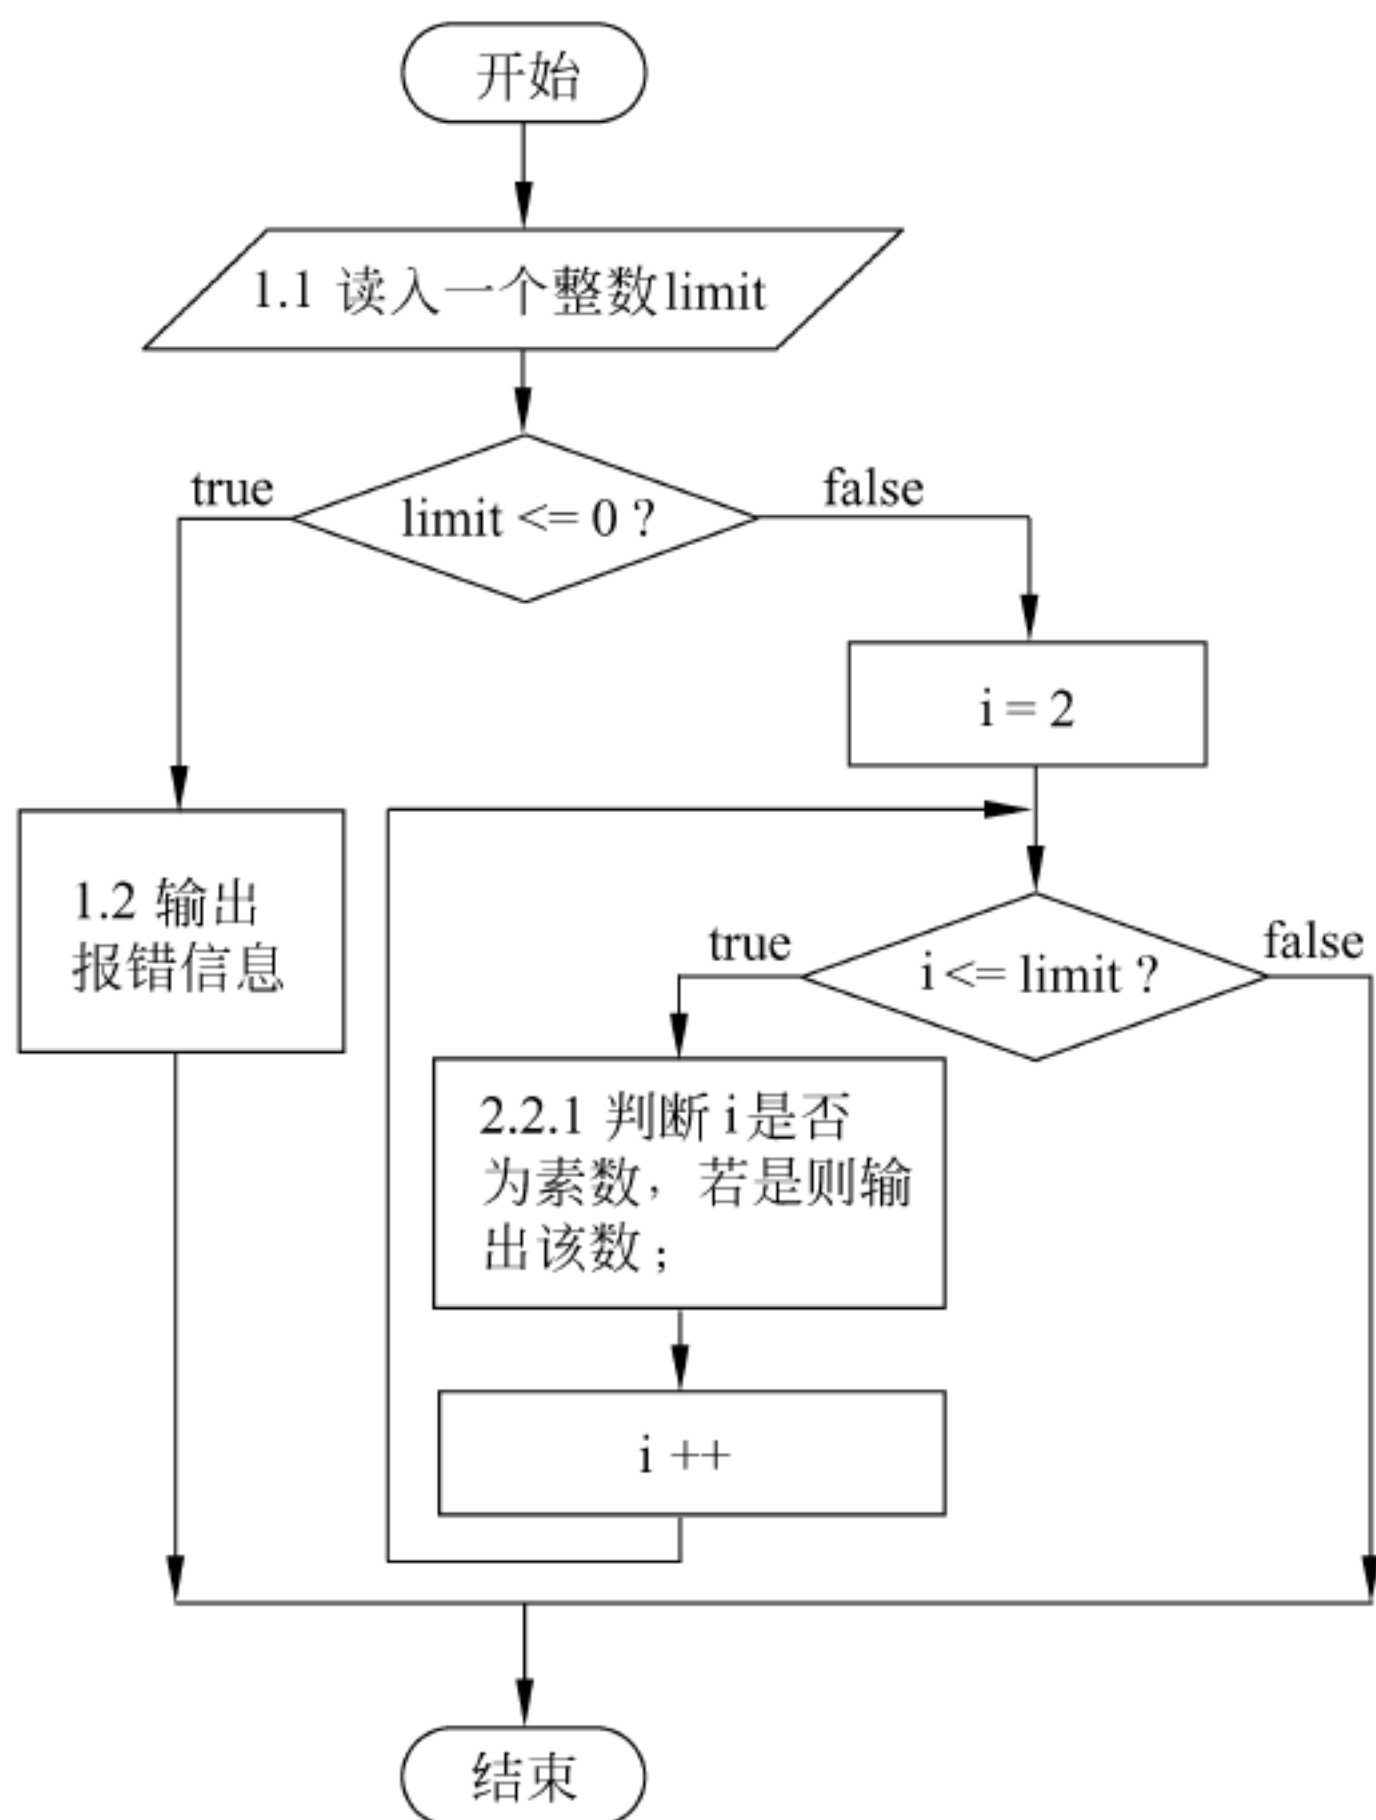 开始
1.1 读入一个整数limit
true
limit <= 0 ?
false
i = 2
1.2 输出
报错信息
true
i <= limit ?
false
2.2.1 判断 i是否
为素数，若是则输
出该数；
i ++
结束